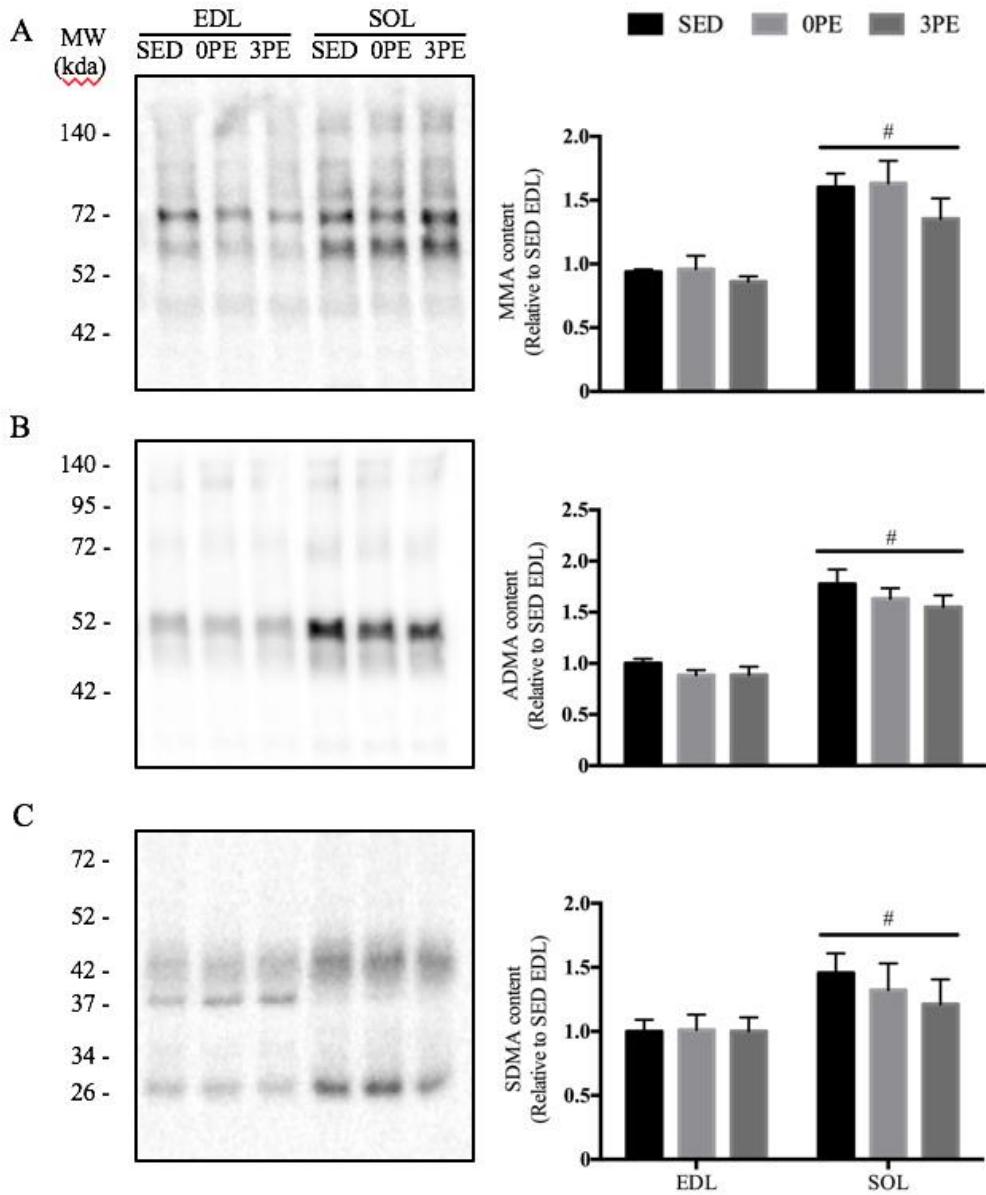 EDL SOL
SED 0PE 3PE SED 0PE 3PE
SED 0PE 3PE
A
MW
(kda)
140 -
72 -
52 -
42 -
MMA content
(Relative to SED EDL)
2.0
1.5
1.0
0.5
0
#
B
140 -
95 -
72 -
52 -
42 -
ADMA content
(Relative to SED EDL)
2.5
2.0
1.5
1.0
0.5
0
#
C
72 -
52 -
42 -
37 -
34 -
26 -
SDMA content
(Relative to SED EDL)
2.0
1.5
1.0
0.5
0
#
EDL SOL